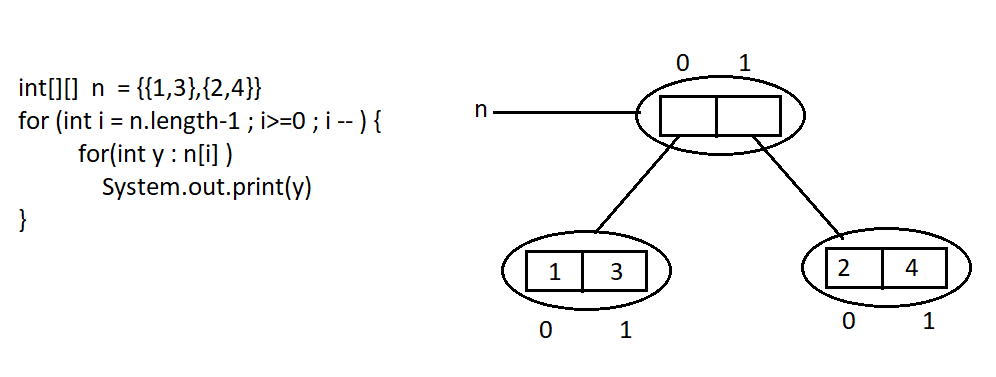 int[][] n = {{1,3},{2,4}}
for (int i = n.length-1 ; i>=0 ; i -- ) {
for(int y : n[i] )
System.out.print(y)
}
0 1
n
1 3
2 4
0 1
0 1